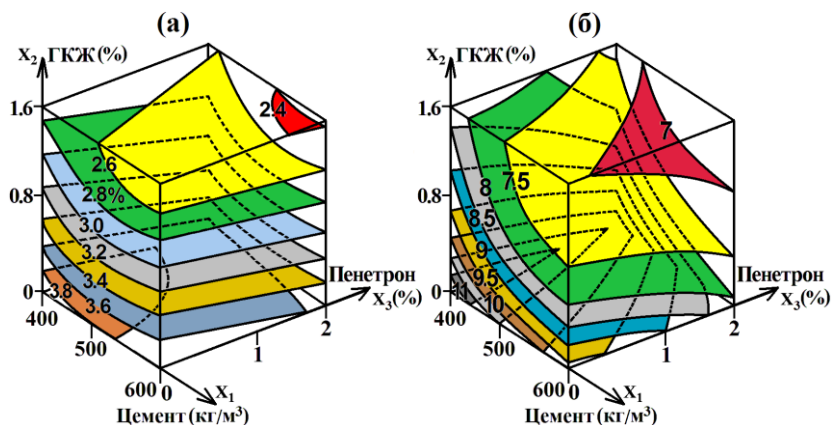 (а)
X₂ ГКЖ (%)
1.6
0.8
0
2.4
2.6
2.8%
3.0
3.2
3.4
3.6
3.8
400
500
600
0
1
2
Пенетрон
X₃(%)
X₁
Цемент (кг/м³)
(б)
X₂ ГКЖ (%)
1.6
0.8
0
7
7.5
8
8.5
9
9.5
10
11
400
500
600
0
1
2
Пенетрон
X₃(%)
X₁
Цемент (кг/м³)